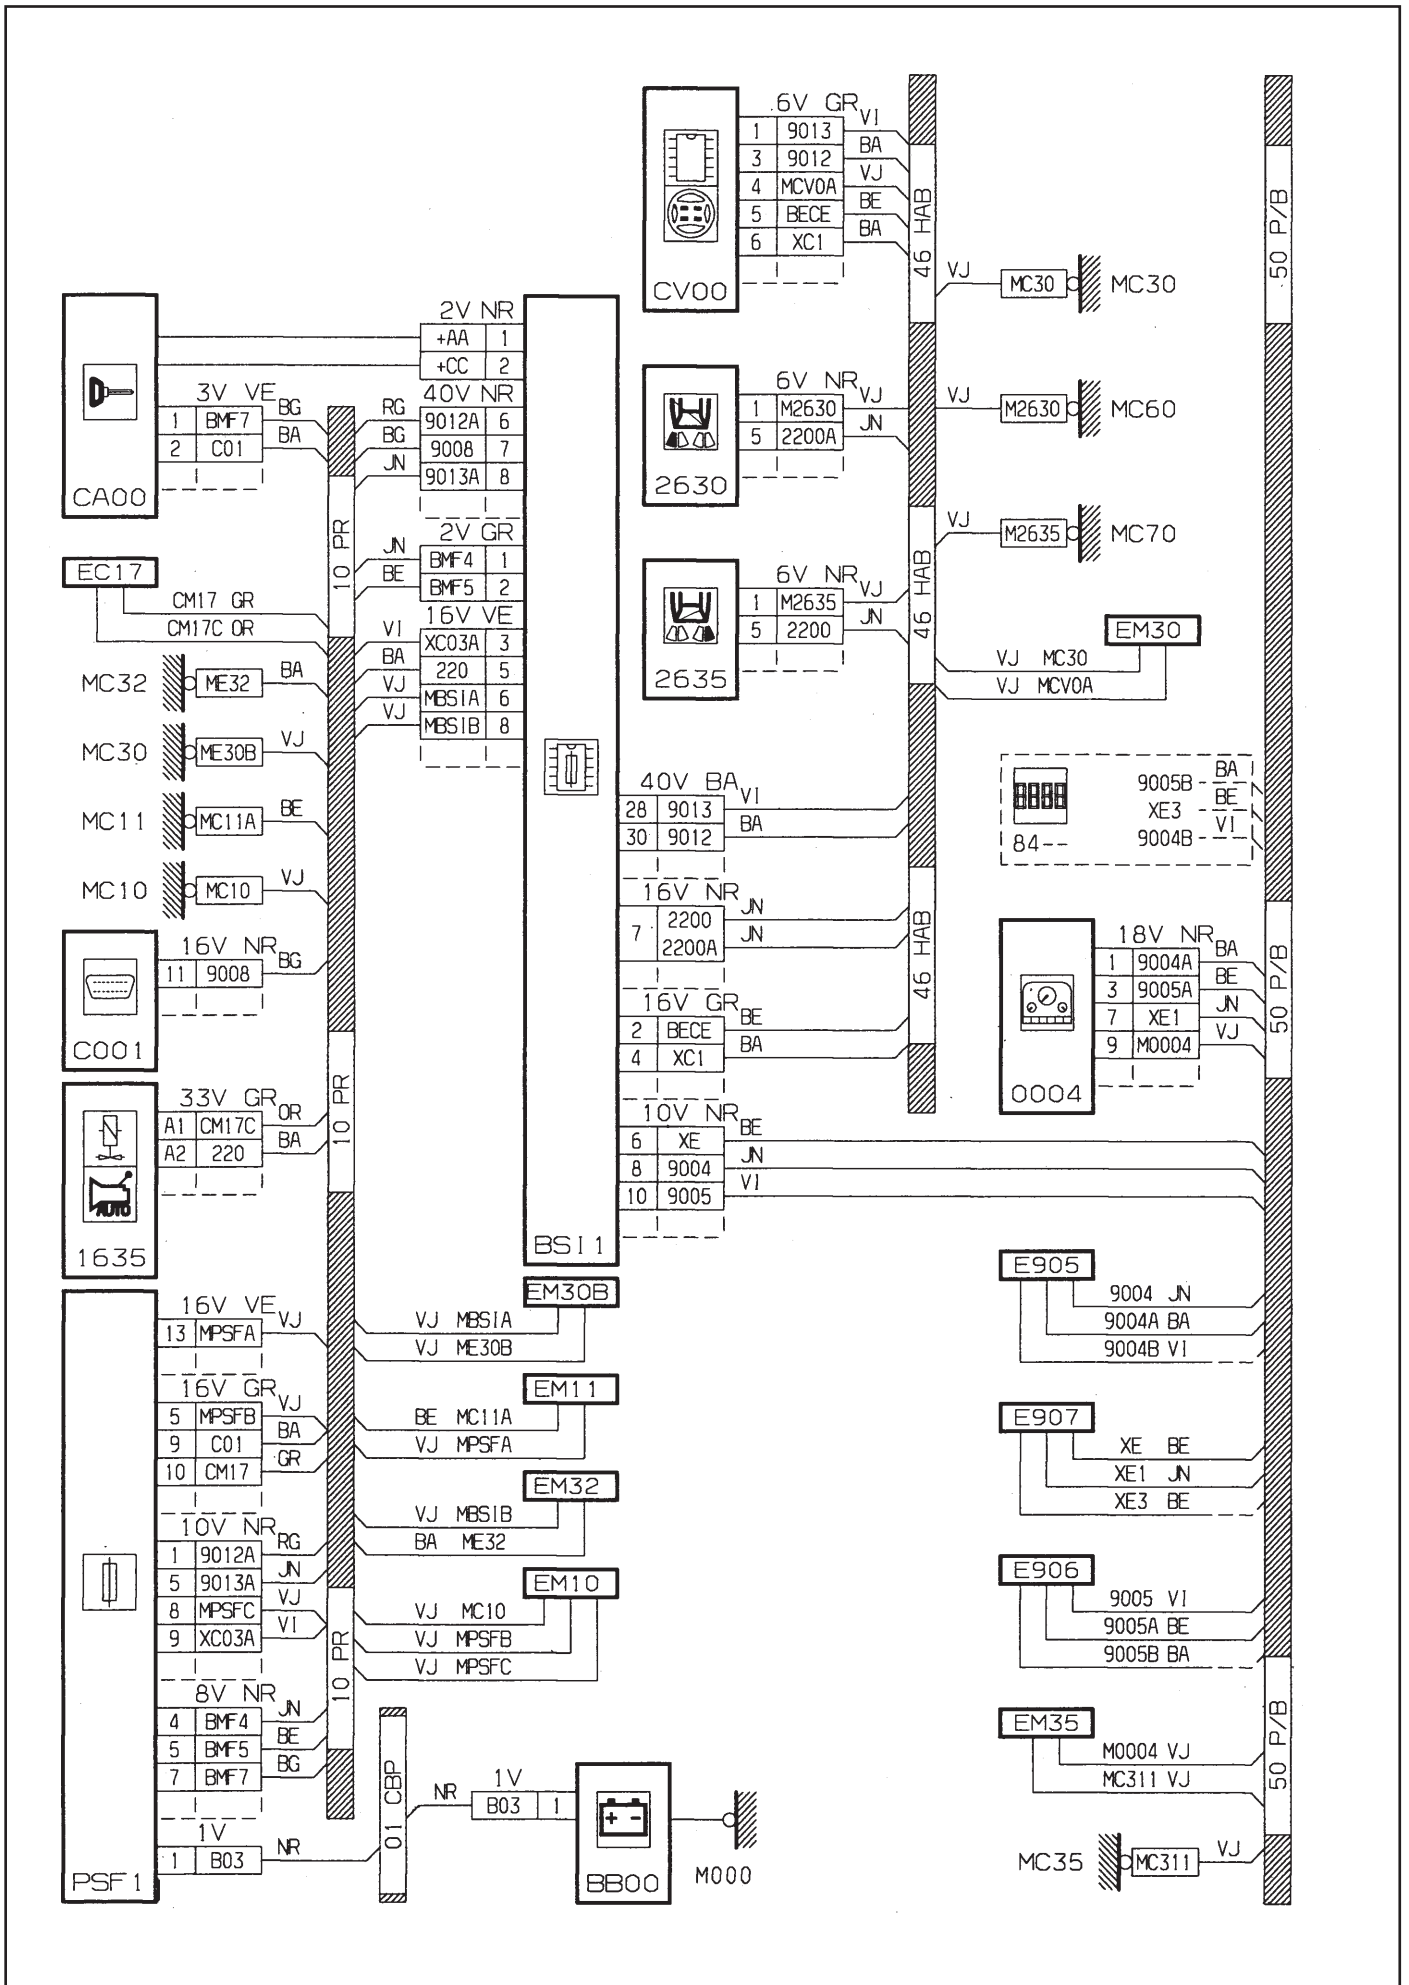 6V GR
1 9013 VI
3 9012 BA
4 MCV0A VJ
5 BECE BE
6 XC1 BA
CV00
46 HAB
50 P/B
VJ MC30 MC30
2V NR
+AA 1
+CC 2
CA00
3V VE
1 BMF7 BG
2 C01 BA
40V NR
RG 9012A 6
BG 9008 7
JN 9013A 8
10 PR
2V GR
JN BMF4 1
BE BMF5 2
16V VE
VI XC03A 3
BA 220 5
VJ MBSIA 6
VJ MBSIB 8
6V NR
1 M2630 VJ
5 2200A JN
2630
VJ M2630 MC60
6V NR
1 M2635 VJ
5 2200 JN
2635
46 HAB
VJ M2635 MC70
EM30
VJ MC30
VJ MCV0A
EC17
CM17 GR
CM17C OR
MC32 ME32 BA
MC30 ME30B VJ
MC11 MC11A BE
MC10 MC10 VJ
16V NR
11 9008 BG
C001
33V GR
A1 CM17C OR
A2 220 BA
AUTO
1635
10 PR
40V BA
28 9013 VI
30 9012 BA
16V NR
7 2200 JN
2200A JN
16V GR
2 BECE BE
4 XC1 BA
10V NR
6 XE BE
8 9004 JN
10 9005 VI
BSI1
46 HAB
84--
9005B BA
XE3 BE
9004B VI
18V NR
1 9004A BA
3 9005A BE
7 XE1 JN
9 M0004 VJ
0004
50 P/B
16V VE
13 MPSFA VJ
16V GR
5 MPSFB VJ
9 C01 BA
10 CM17 GR
10V NR
1 9012A RG
5 9013A JN
8 MPSFC VJ
9 XC03A VI
8V NR
4 BMF4 JN
5 BMF5 BE
7 BMF7 BG
1V
1 B03 NR
PSF1
10 PR
EM30B
VJ MBSIA
VJ ME30B
EM11
BE MC11A
VJ MPSFA
EM32
VJ MBSIB
BA ME32
EM10
VJ MC10
VJ MPSFB
VJ MPSFC
01 CBP
1V
NR B03 1
+ -
BB00
M000
E905
9004 JN
9004A BA
9004B VI
E907
XE BE
XE1 JN
XE3 BE
E906
9005 VI
9005A BE
9005B BA
EM35
M0004 VJ
MC311 VJ
50 P/B
MC35 MC311 VJ